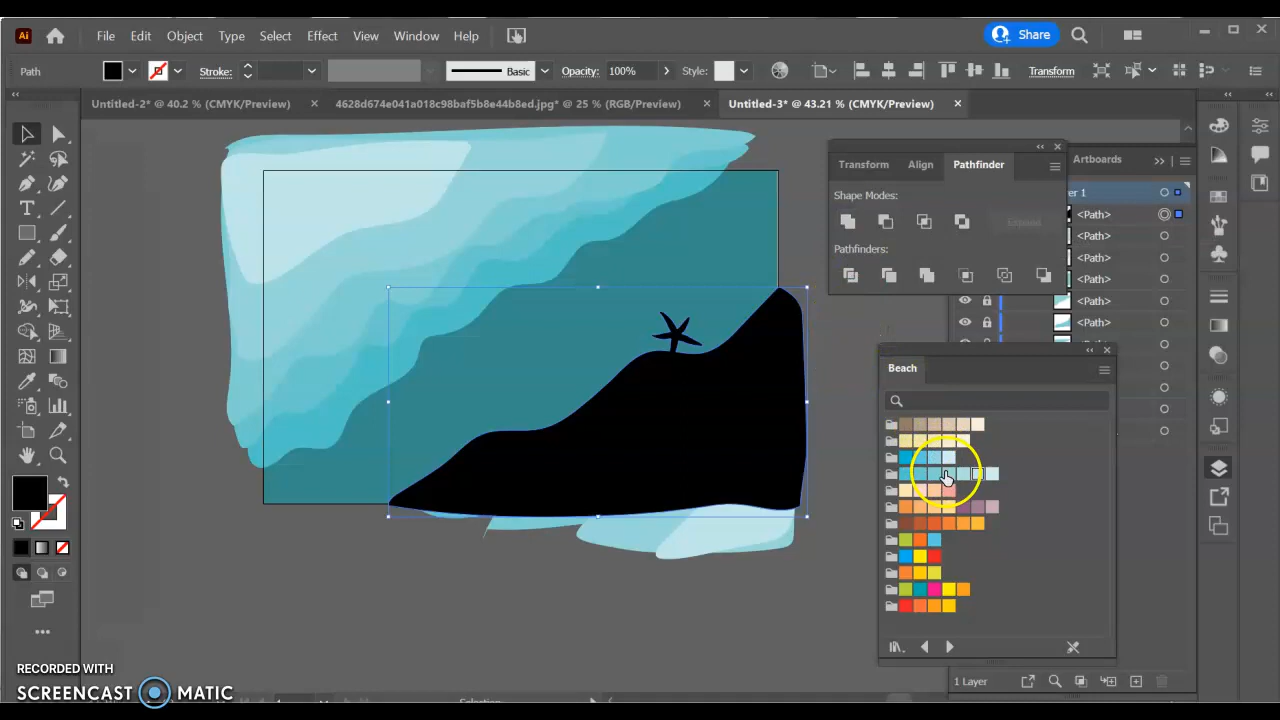 Ai File Edit Object Type Select Effect View Window Help Share
Path Stroke: Basic Opacity: 100% Style: Transform
Untitled-2* @ 40.2 % (CMYK/Preview) × 4628d674e041a018c98baf5b8e44b8ed.jpg* @ 25 % (RGB/Preview) × Untitled-3* @ 43.21 % (CMYK/Preview) ×
Transform Align Pathfinder Artboards
Shape Modes:
Expand
Pathfinders:
<Path>
<Path>
<Path>
<Path>
<Path>
<Path>
Beach
1 Layer
RECORDED WITH
SCREENCAST MATIC